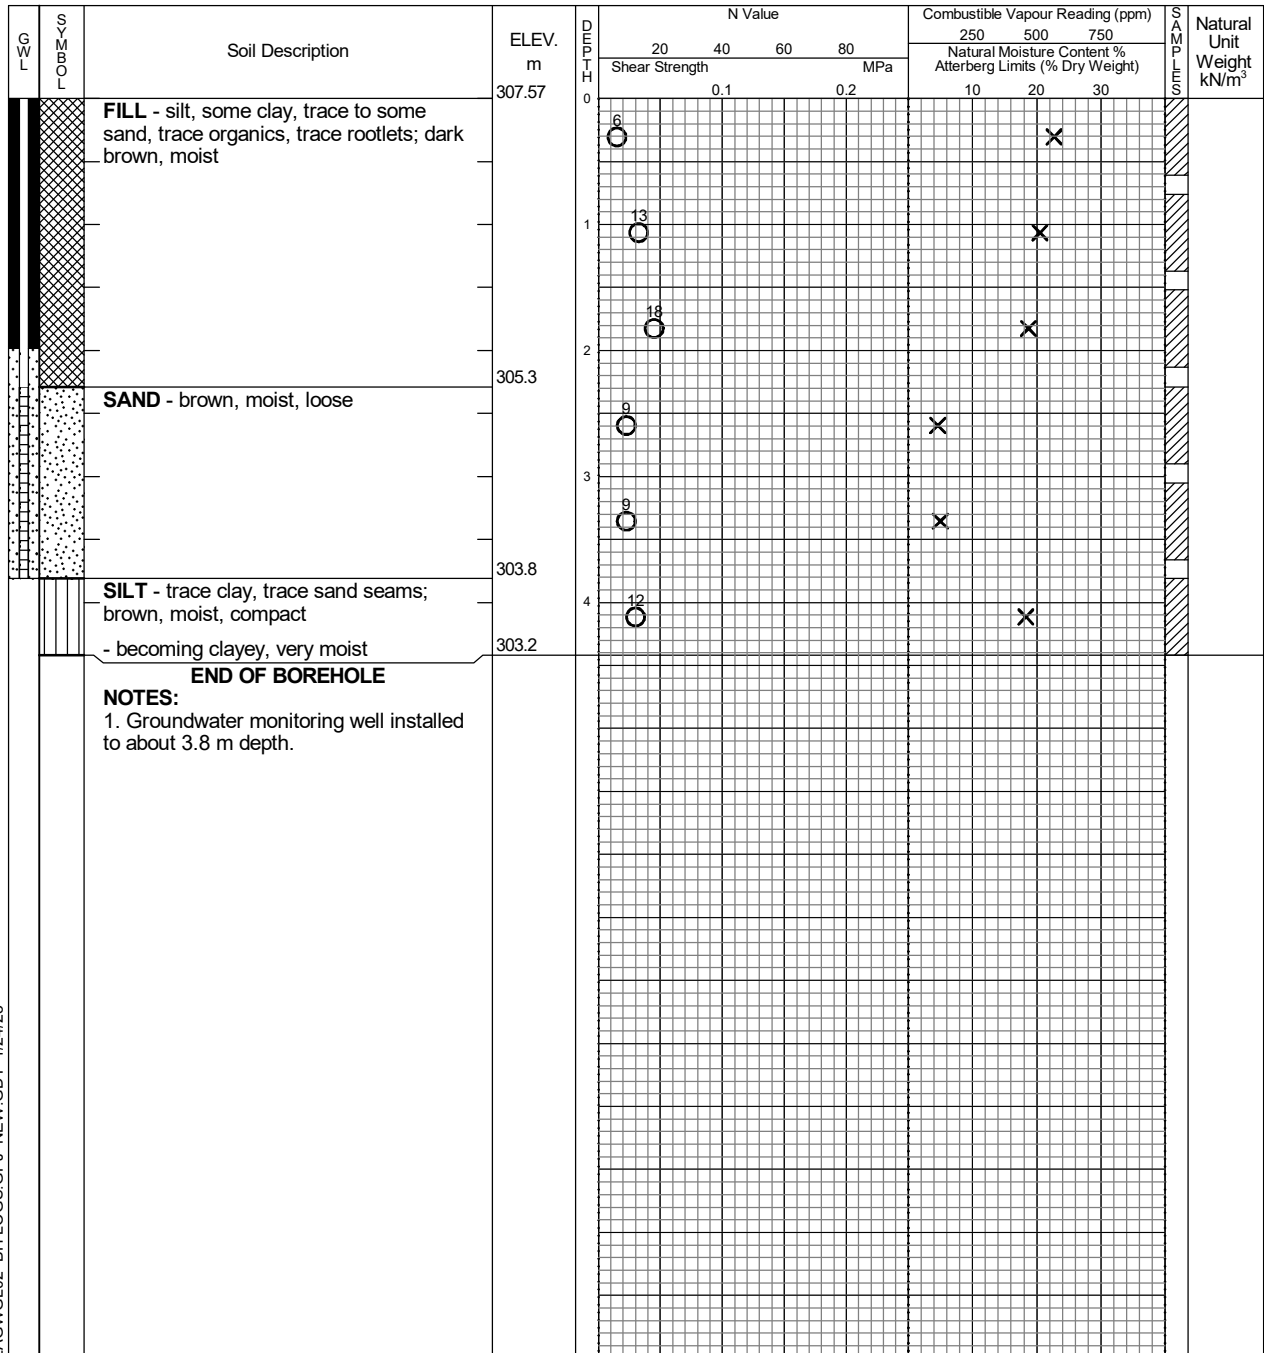 GWL
SYMBOL
Soil Description
ELEV.
m
DEPTH
N Value
20 40 60 80
Shear Strength MPa
0.1 0.2
Combustible Vapour Reading (ppm)
250 500 750
Natural Moisture Content %
Atterberg Limits (% Dry Weight)
10 20 30
SAMPLES
Natural
Unit
Weight
kN/m³
307.57
0
FILL - silt, some clay, trace to some
sand, trace organics, trace rootlets; dark
brown, moist
6
13
1
18
2
305.3
SAND - brown, moist, loose
9
3
9
303.8
SILT - trace clay, trace sand seams;
brown, moist, compact
12
4
- becoming clayey, very moist
303.2
END OF BOREHOLE
NOTES:
1. Groundwater monitoring well installed
to about 3.8 m depth.